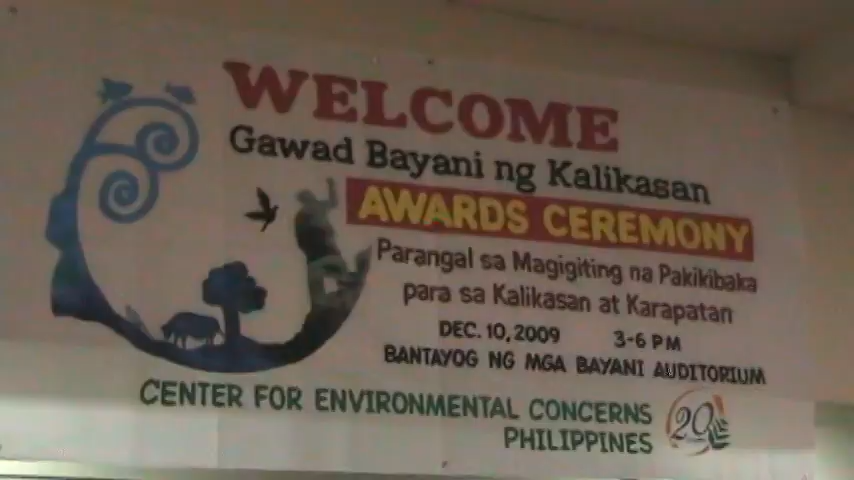 WELCOME
Gawad Bayani ng Kalikasan
AWARDS CEREMONY
Parangal sa Magigiting na Pakikibaka
para sa Kalikasan at Karapatan
DEC. 10, 2009 3-6 PM
BANTAYOG NG MGA BAYANI AUDITORIUM
CENTER FOR ENVIRONMENTAL CONCERNS
PHILIPPINES
20